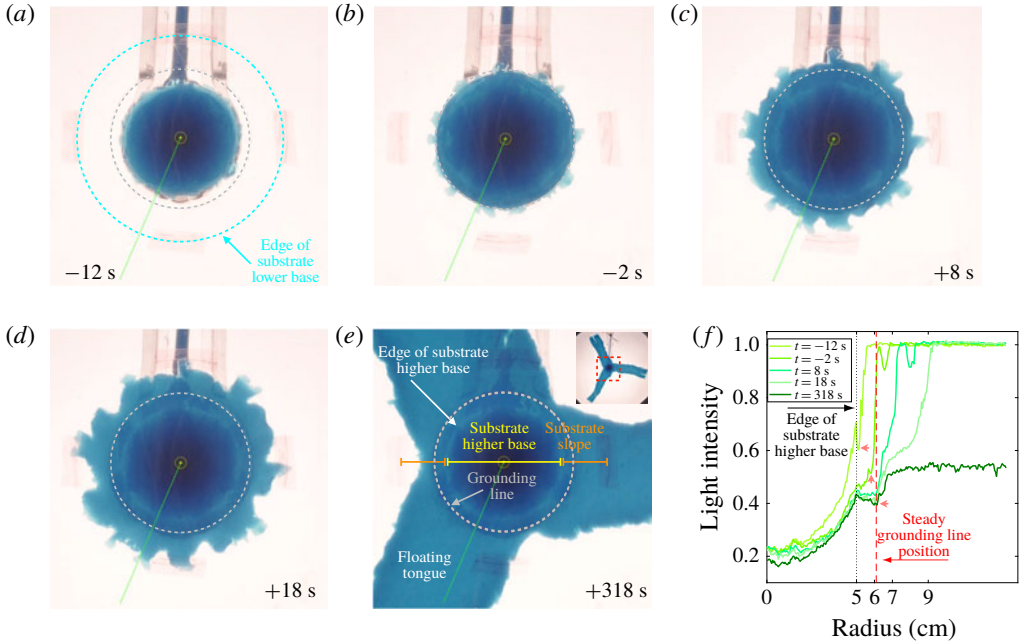 (a)
Edge of
substrate
lower base
−12 s
(b)
−2 s
(c)
+8 s
(d)
+18 s
(e)
Edge of substrate
higher base
Substrate
higher base
Substrate
slope
Grounding
line
Floating
tongue
+318 s
(f)
1.0
0.8
0.6
0.4
0.2
Light intensity
t = −12 s
t = −2 s
t = 8 s
t = 18 s
t = 318 s
Edge of
substrate
higher base
Steady
grounding line
position
0
5
6
7
9
Radius (cm)